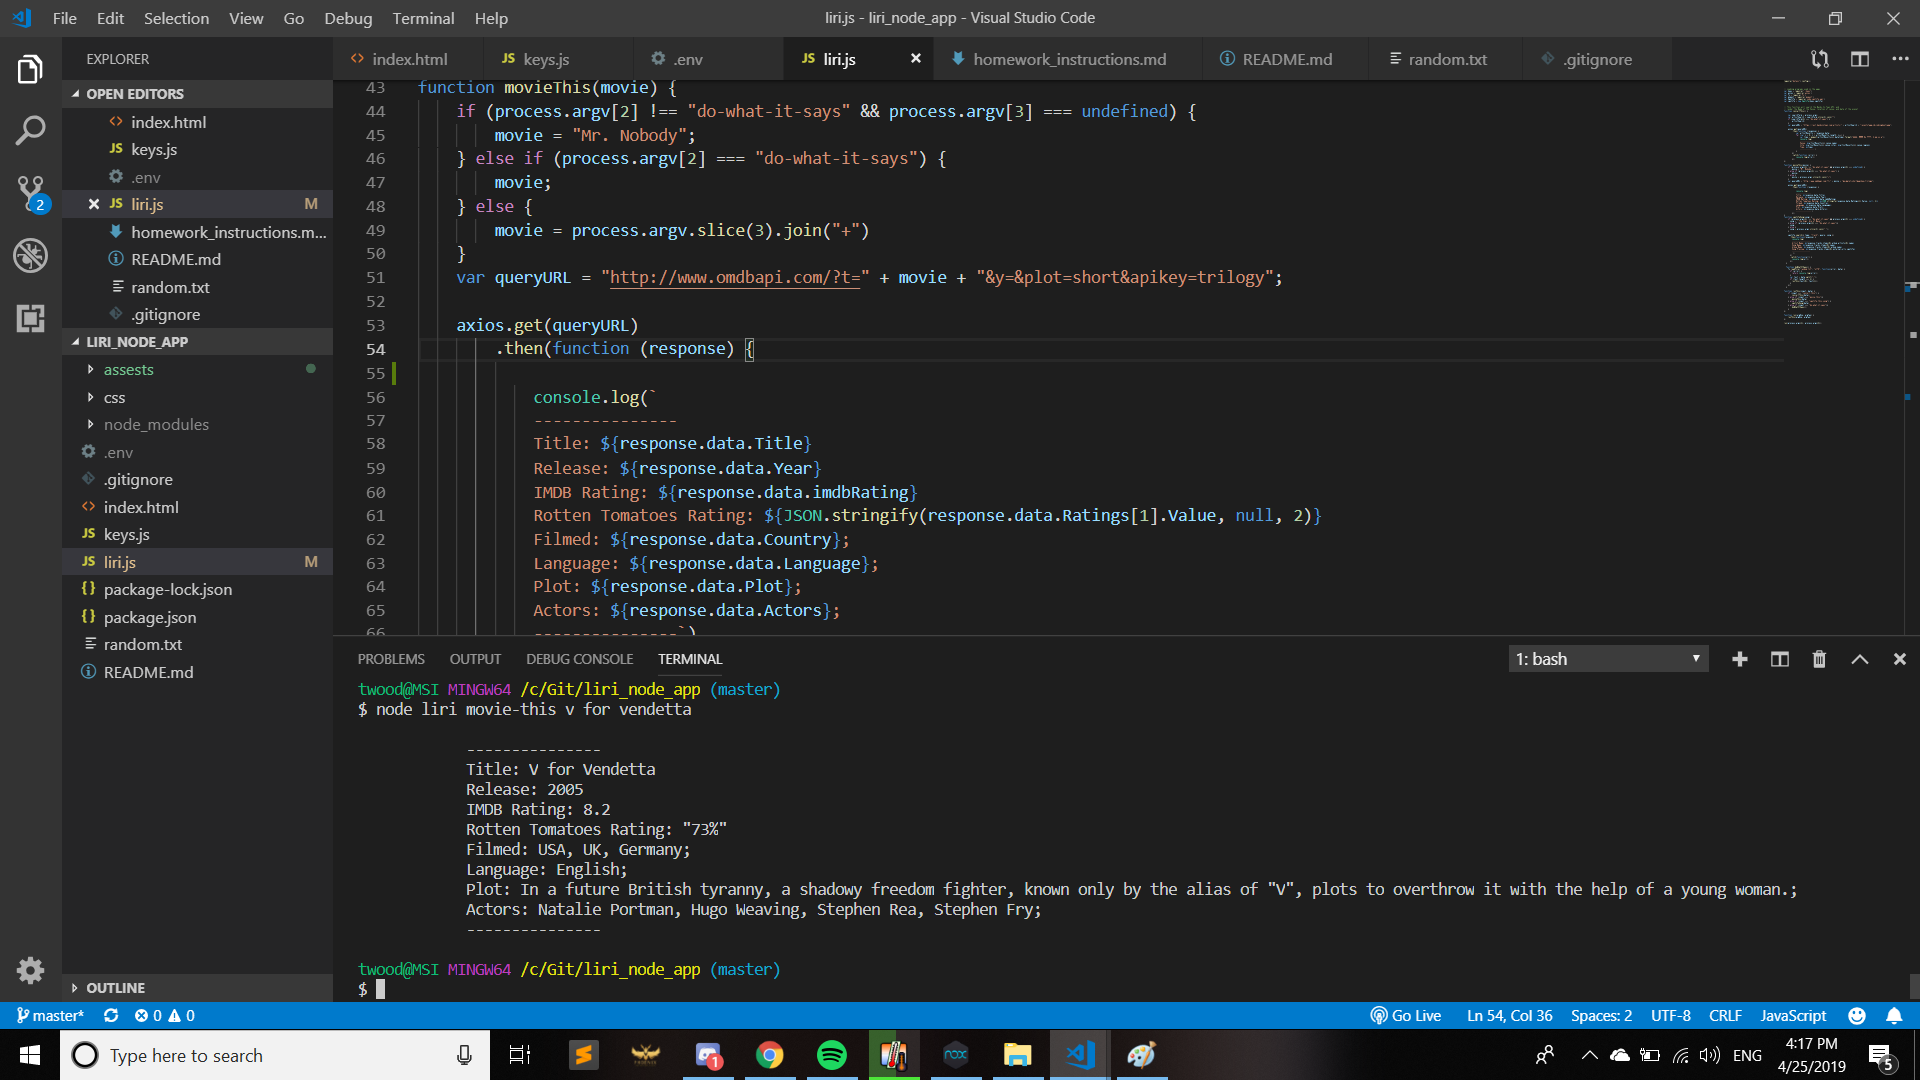 File Edit Selection View Go Debug Terminal Help
liri.js - liri_node_app - Visual Studio Code
EXPLORER
index.html
JS keys.js
.env
JS liri.js
homework_instructions.md
README.md
random.txt
.gitignore
OPEN EDITORS
index.html
JS keys.js
.env
JS liri.js M
homework_instructions.m...
README.md
random.txt
.gitignore
LIRI_NODE_APP
assests
css
node_modules
.env
.gitignore
index.html
JS keys.js
JS liri.js M
{} package-lock.json
{} package.json
random.txt
README.md
OUTLINE
2
43 function movieThis(movie) {
44 if (process.argv[2] !== "do-what-it-says" && process.argv[3] === undefined) {
45 movie = "Mr. Nobody";
46 } else if (process.argv[2] === "do-what-it-says") {
47 movie;
48 } else {
49 movie = process.argv.slice(3).join("+")
50 }
51 var queryURL = "http://www.omdbapi.com/?t=" + movie + "&y=&plot=short&apikey=trilogy";
52
53 axios.get(queryURL)
54 .then(function (response) {
55
56 console.log(`
57 ---------------
58 Title: ${response.data.Title}
59 Release: ${response.data.Year}
60 IMDB Rating: ${response.data.imdbRating}
61 Rotten Tomatoes Rating: ${JSON.stringify(response.data.Ratings[1].Value, null, 2)}
62 Filmed: ${response.data.Country};
63 Language: ${response.data.Language};
64 Plot: ${response.data.Plot};
65 Actors: ${response.data.Actors};
66 ---------------`)
PROBLEMS OUTPUT DEBUG CONSOLE TERMINAL
1: bash
twood@MSI MINGW64 /c/Git/liri_node_app (master)
$ node liri movie-this v for vendetta
---------------
Title: V for Vendetta
Release: 2005
IMDB Rating: 8.2
Rotten Tomatoes Rating: "73%"
Filmed: USA, UK, Germany;
Language: English;
Plot: In a future British tyranny, a shadowy freedom fighter, known only by the alias of "V", plots to overthrow it with the help of a young woman.;
Actors: Natalie Portman, Hugo Weaving, Stephen Rea, Stephen Fry;
---------------
twood@MSI MINGW64 /c/Git/liri_node_app (master)
$
master* 0 0
Go Live Ln 54, Col 36 Spaces: 2 UTF-8 CRLF JavaScript
Type here to search
1
nox
ENG
4:17 PM
4/25/2019
5